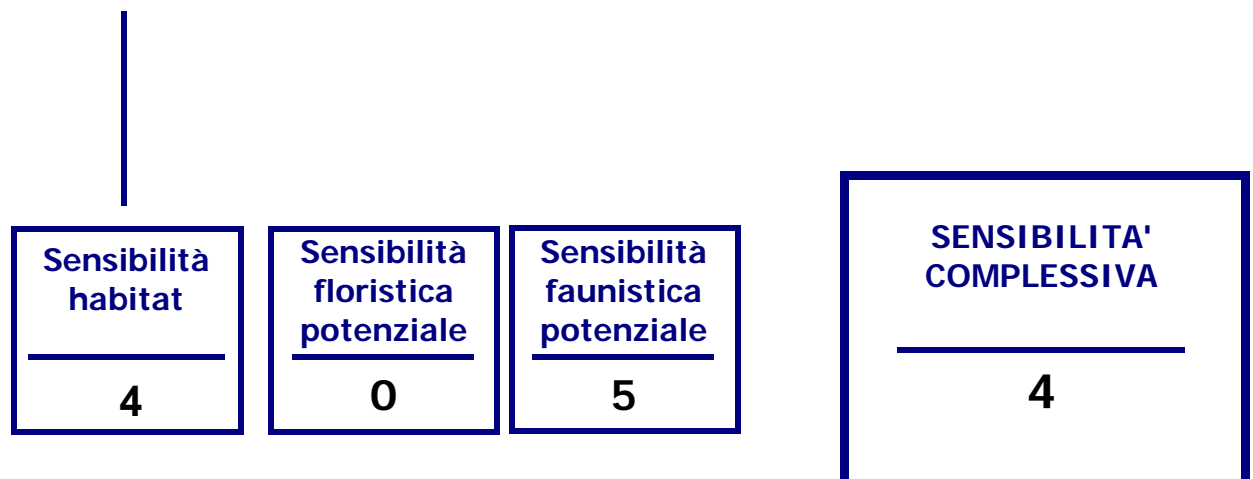 Sensibilità
habitat
4
Sensibilità
floristica
potenziale
0
Sensibilità
faunistica
potenziale
5
SENSIBILITA'
COMPLESSIVA
4